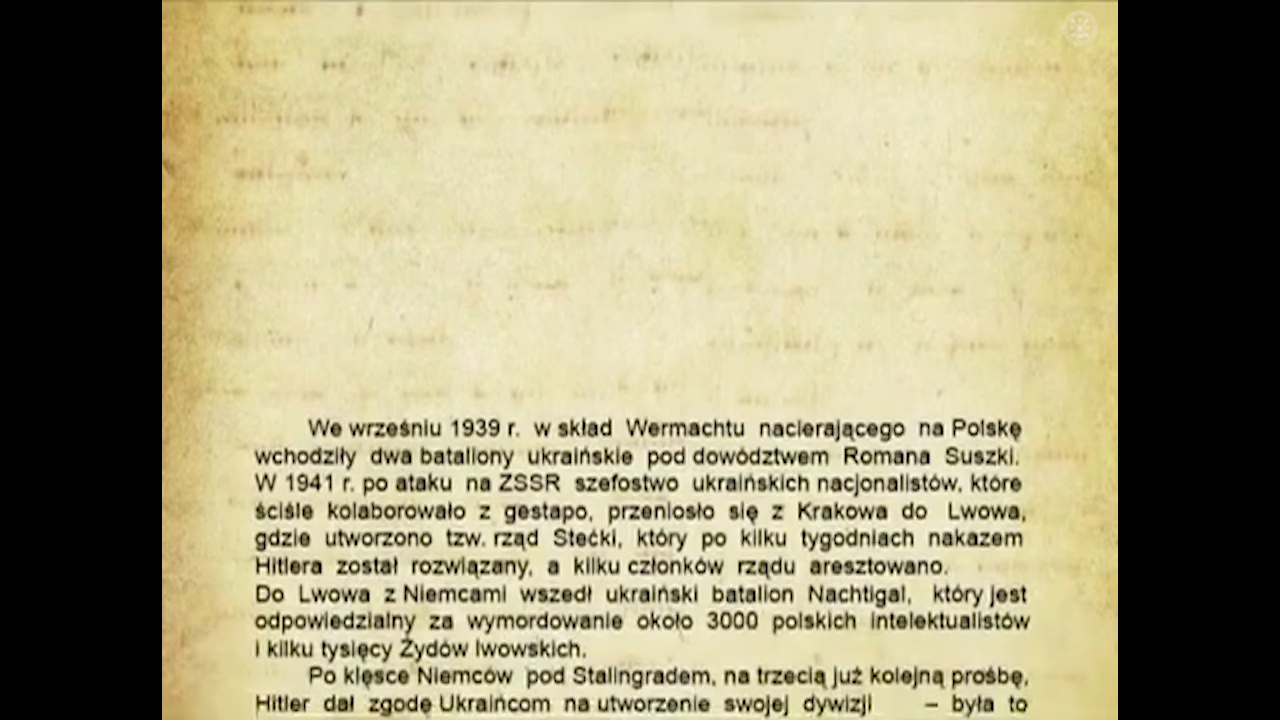 We wrześniu 1939 r. w skład Wermachtu nacierającego na Polskę
wchodziły dwa bataliony ukraińskie pod dowództwem Romana Suszki.
W 1941 r. po ataku na ZSSR szefostwo ukraińskich nacjonalistów, które
ściśle kolaborowało z gestapo, przeniosło się z Krakowa do Lwowa,
gdzie utworzono tzw. rząd Stećki, który po kilku tygodniach nakazem
Hitlera został rozwiązany, a kilku członków rządu aresztowano.
Do Lwowa z Niemcami wszedł ukraiński batalion Nachtigal, który jest
odpowiedzialny za wymordowanie około 3000 polskich intelektualistów
i kilku tysięcy Żydów lwowskich.
Po klęsce Niemców pod Stalingradem, na trzecią już kolejną prośbę,
Hitler dał zgodę Ukraińcom na utworzenie swojej dywizji – była to